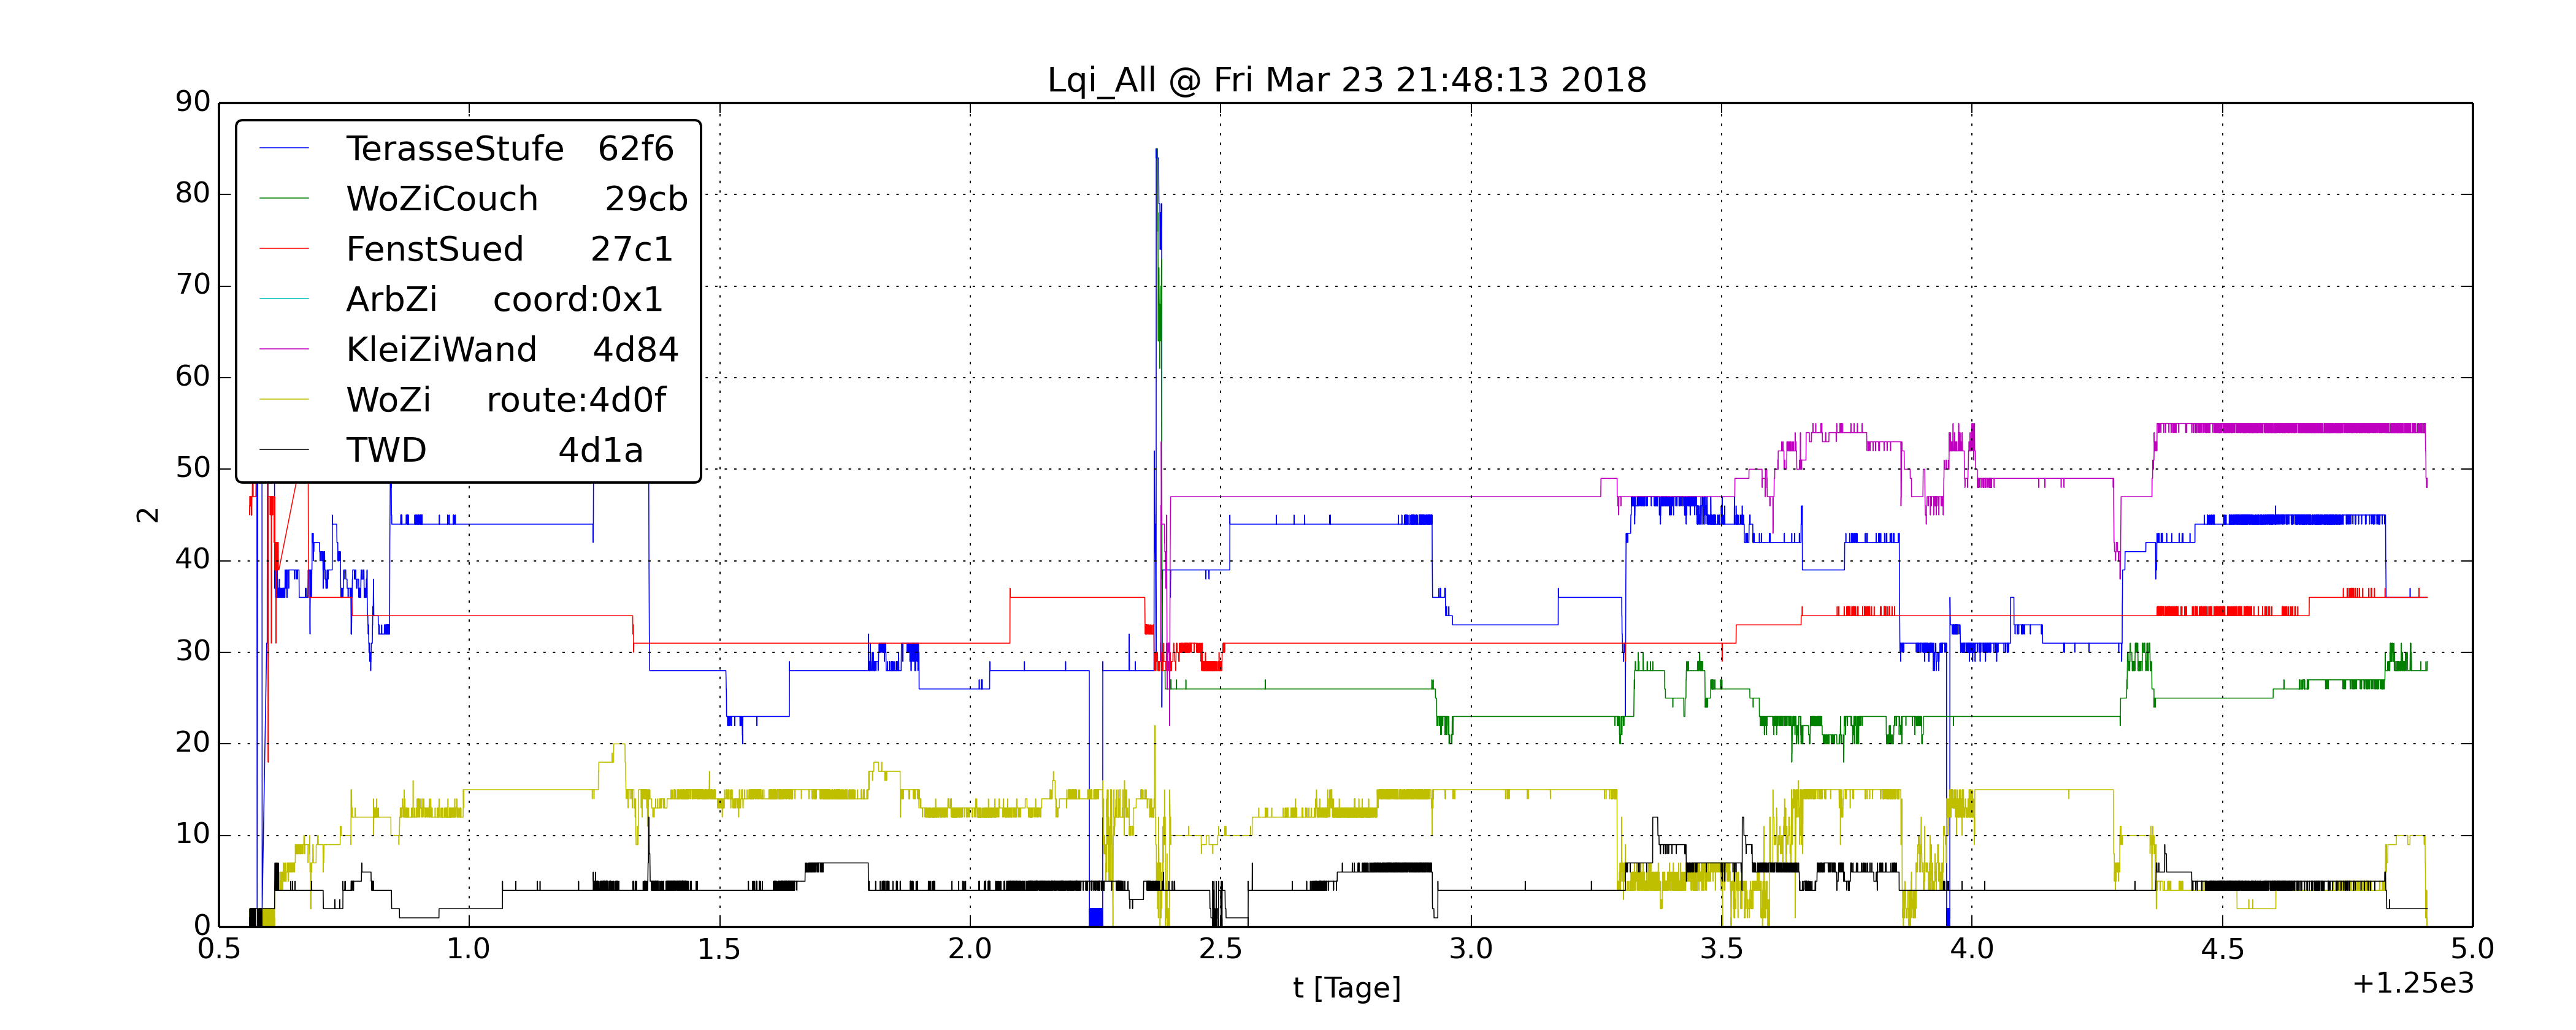 Lqi_All @ Fri Mar 23 21:48:13 2018
90
80
70
60
50
40
30
20
10
0
2
TerasseStufe 62f6
WoZiCouch 29cb
FenstSued 27c1
ArbZi coord:0x1
KleiZiWand 4d84
WoZi route:4d0f
TWD 4d1a
0.5 1.0 1.5 2.0 2.5 3.0 3.5 4.0 4.5 5.0
t [Tage]
+1.25e3